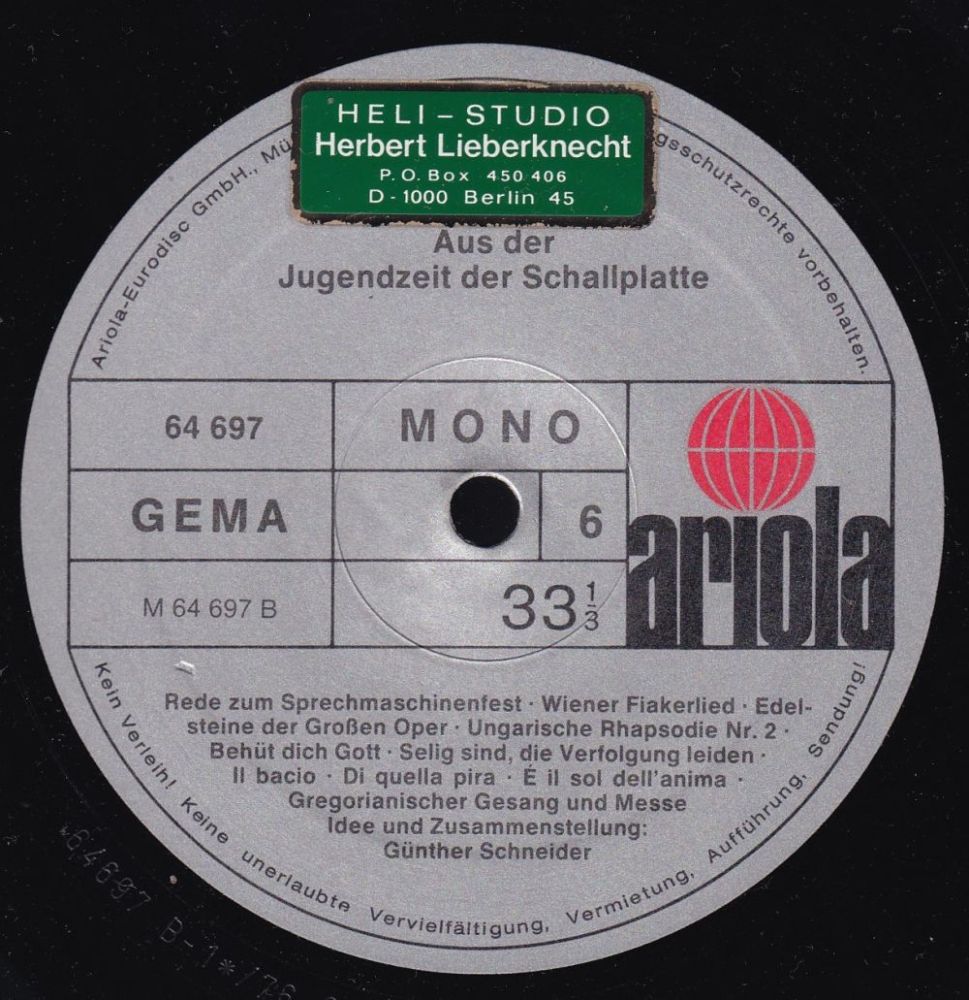 HELI – STUDIO
Herbert Lieberknecht
P.O. Box 450 406
D - 1000 Berlin 45
Ariola-Eurodisc GmbH.,
gsschutzrechte vorbehalten.
Aus der
Jugendzeit der Schallplatte
64 697
MONO
GEMA
6
M 64 697 B
33 1/3
ariola
Rede zum Sprechmaschinenfest · Wiener Fiakerlied · Edel-
steine der Großen Oper · Ungarische Rhapsodie Nr. 2 ·
Behüt dich Gott · Selig sind, die Verfolgung leiden ·
Il bacio · Di quella pira · É il sol dell'anima ·
Gregorianischer Gesang und Messe
Idee und Zusammenstellung:
Günther Schneider
Kein Verleih! Keine unerlaubte Vervielfältigung, Vermietung, Aufführung, Sendung!
64697 B-1*/76